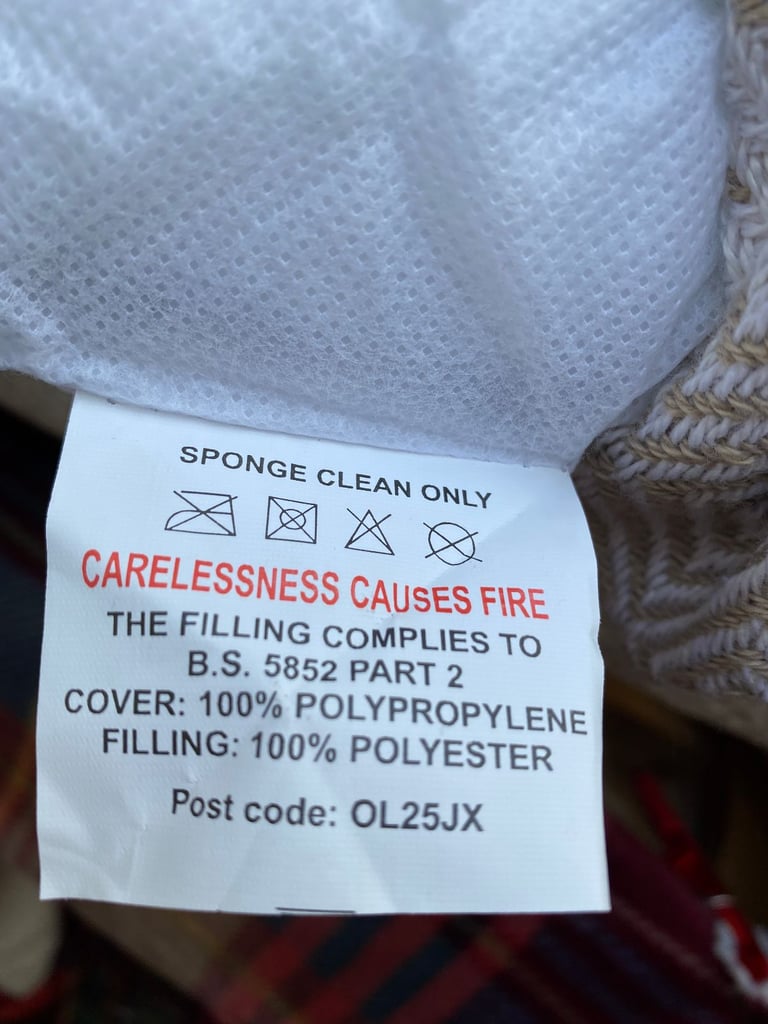 SPONGE CLEAN ONLY
CARELESSNESS CAUSES FIRE
THE FILLING COMPLIES TO
B.S. 5852 PART 2
COVER: 100% POLYPROPYLENE
FILLING: 100% POLYESTER
Post code: OL25JX